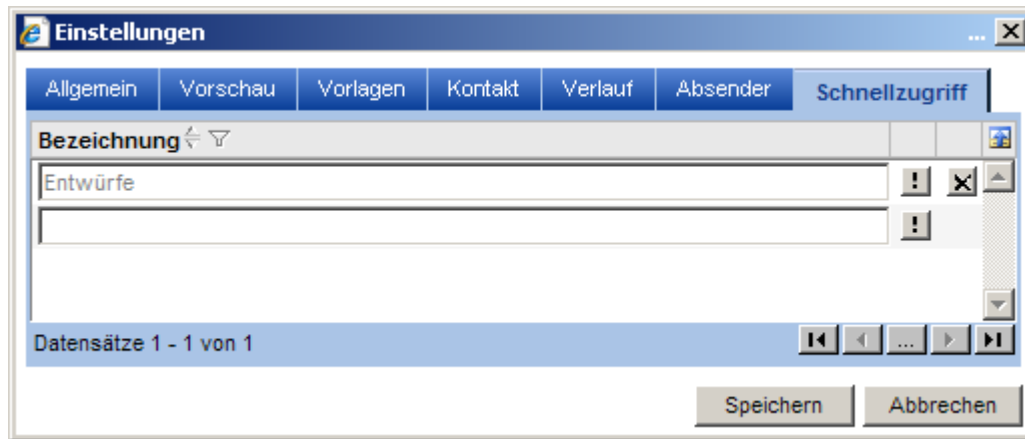 Einstellungen ...
Allgemein Vorschau Vorlagen Kontakt Verlauf Absender Schnellzugriff
Bezeichnung
Entwürfe ! x
!
Datensätze 1 - 1 von 1 ...
Speichern Abbrechen